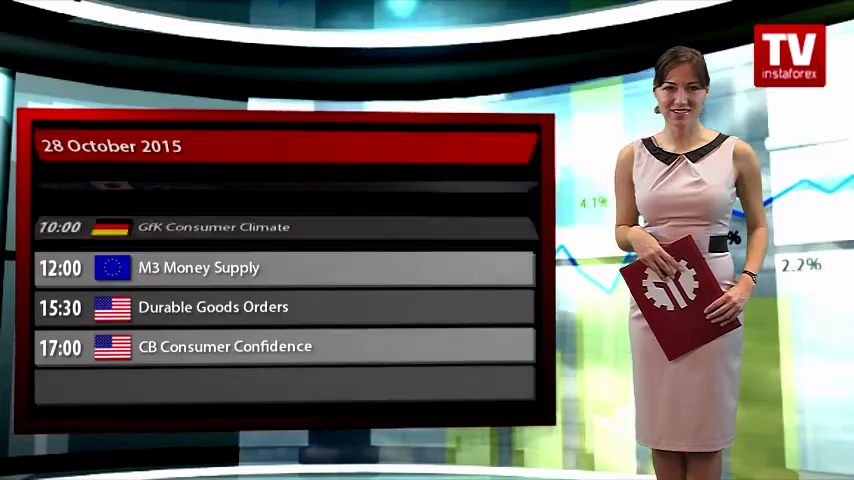 TV
instaforex
28 October 2015
10:00 GfK Consumer Climate
12:00 M3 Money Supply
15:30 Durable Goods Orders
17:00 CB Consumer Confidence
4.1%
%
2.2%